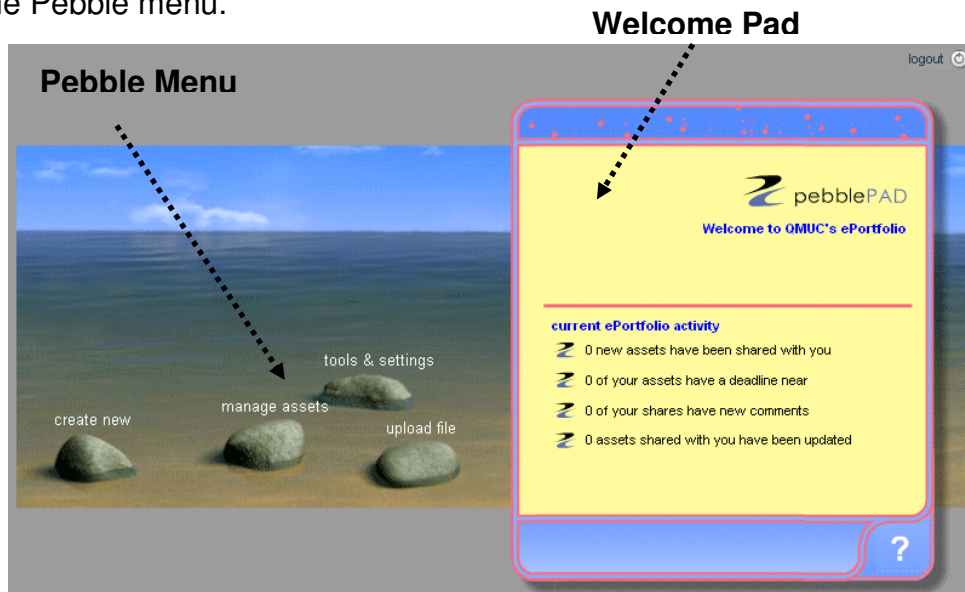 e Pebble menu.
Welcome Pad
Pebble Menu
logout
pebblePAD
Welcome to QMUC's ePortfolio
current ePortfolio activity
0 new assets have been shared with you
0 of your assets have a deadline near
0 of your shares have new comments
0 assets shared with you have been updated
tools & settings
manage assets
create new
upload file
?